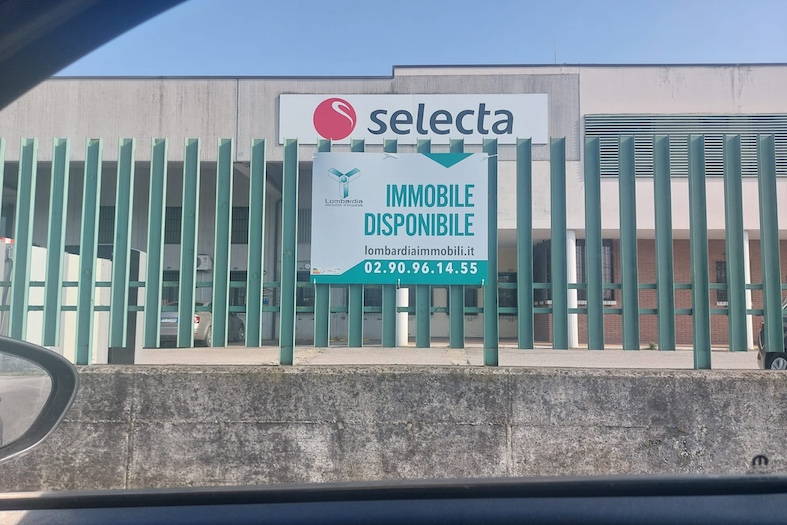 selecta
Lombardia
IMMOBILE
DISPONIBILE
lombardiaimmobili.it
02.90.96.14.55